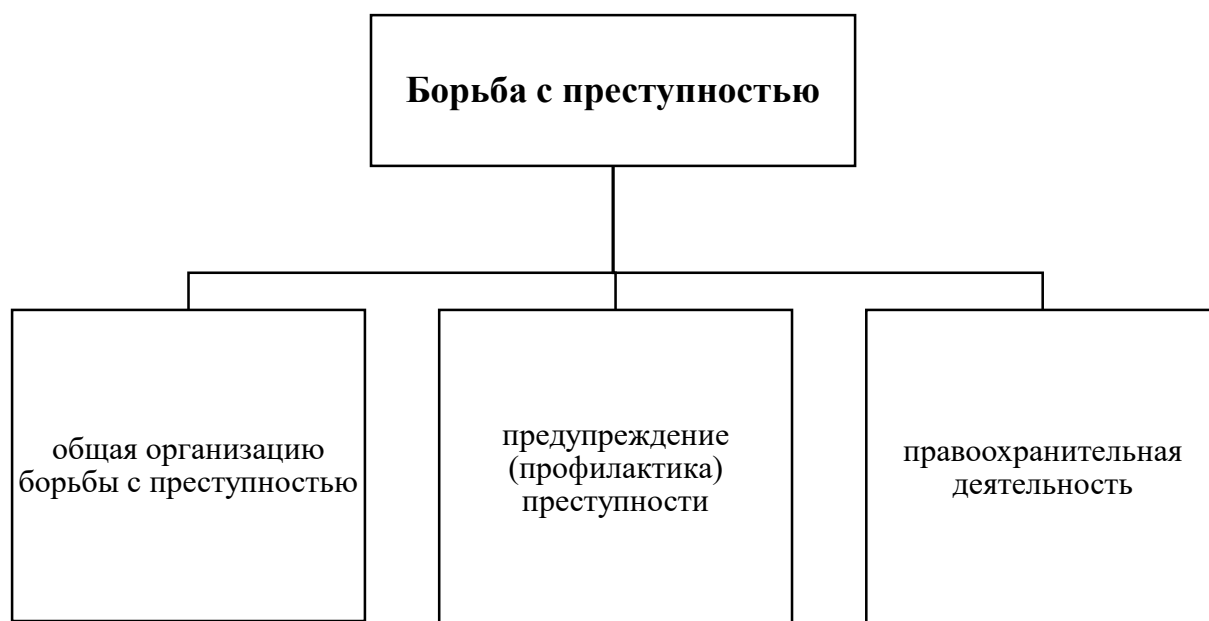 Борьба с преступностью
общая организацию
борьбы с преступностью
предупреждение
(профилактика)
преступности
правоохранительная
деятельность